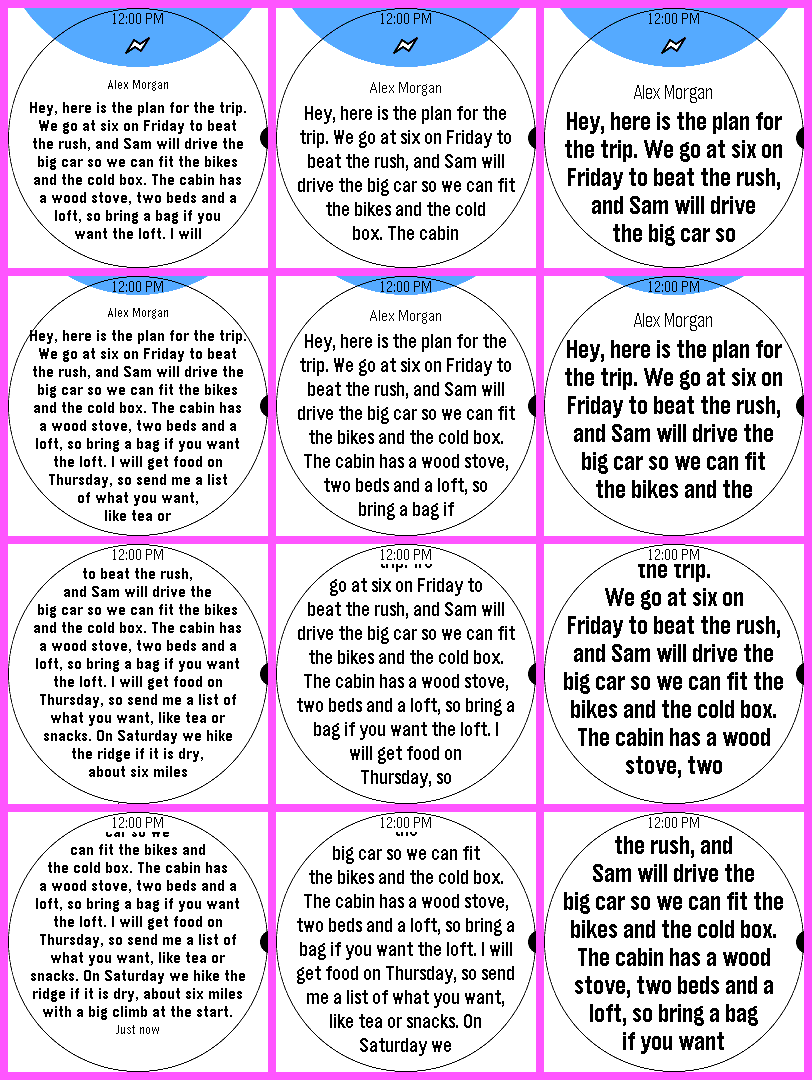 12:00 PM
Alex Morgan
Hey, here is the plan for the trip.
We go at six on Friday to beat
the rush, and Sam will drive the
big car so we can fit the bikes
and the cold box. The cabin has
a wood stove, two beds and a
loft, so bring a bag if you
want the loft. I will
12:00 PM
Alex Morgan
Hey, here is the plan for the
trip. We go at six on Friday to
beat the rush, and Sam will
drive the big car so we can fit
the bikes and the cold
box. The cabin
12:00 PM
Alex Morgan
Hey, here is the plan for
the trip. We go at six on
Friday to beat the rush,
and Sam will drive
the big car so
12:00 PM
Alex Morgan
Hey, here is the plan for the trip.
We go at six on Friday to beat
the rush, and Sam will drive the
big car so we can fit the bikes
and the cold box. The cabin has
a wood stove, two beds and a
loft, so bring a bag if you want
the loft. I will get food on
Thursday, so send me a list
of what you want,
like tea or
12:00 PM
Alex Morgan
Hey, here is the plan for the
trip. We go at six on Friday to
beat the rush, and Sam will
drive the big car so we can fit
the bikes and the cold box.
The cabin has a wood stove,
two beds and a loft, so
bring a bag if
12:00 PM
Alex Morgan
Hey, here is the plan for
the trip. We go at six on
Friday to beat the rush,
and Sam will drive the
big car so we can fit
the bikes and the
12:00 PM
to beat the rush,
and Sam will drive the
big car so we can fit the bikes
and the cold box. The cabin has
a wood stove, two beds and a
loft, so bring a bag if you want
the loft. I will get food on
Thursday, so send me a list of
what you want, like tea or
snacks. On Saturday we hike
the ridge if it is dry,
about six miles
12:00 PM
go at six on Friday to
beat the rush, and Sam will
drive the big car so we can fit
the bikes and the cold box.
The cabin has a wood stove,
two beds and a loft, so bring a
bag if you want the loft. I
will get food on
Thursday, so
12:00 PM
the trip.
We go at six on
Friday to beat the rush,
and Sam will drive the
big car so we can fit the
bikes and the cold box.
The cabin has a wood
stove, two
12:00 PM
car so we
can fit the bikes and
the cold box. The cabin has
a wood stove, two beds and a
loft, so bring a bag if you want
the loft. I will get food on
Thursday, so send me a list of
what you want, like tea or
snacks. On Saturday we hike the
ridge if it is dry, about six miles
with a big climb at the start.
Just now
12:00 PM
big car so we can fit
the bikes and the cold box.
The cabin has a wood stove,
two beds and a loft, so bring a
bag if you want the loft. I will
get food on Thursday, so send
me a list of what you want,
like tea or snacks. On
Saturday we
12:00 PM
the rush, and
Sam will drive the
big car so we can fit the
bikes and the cold box.
The cabin has a wood
stove, two beds and a
loft, so bring a bag
if you want